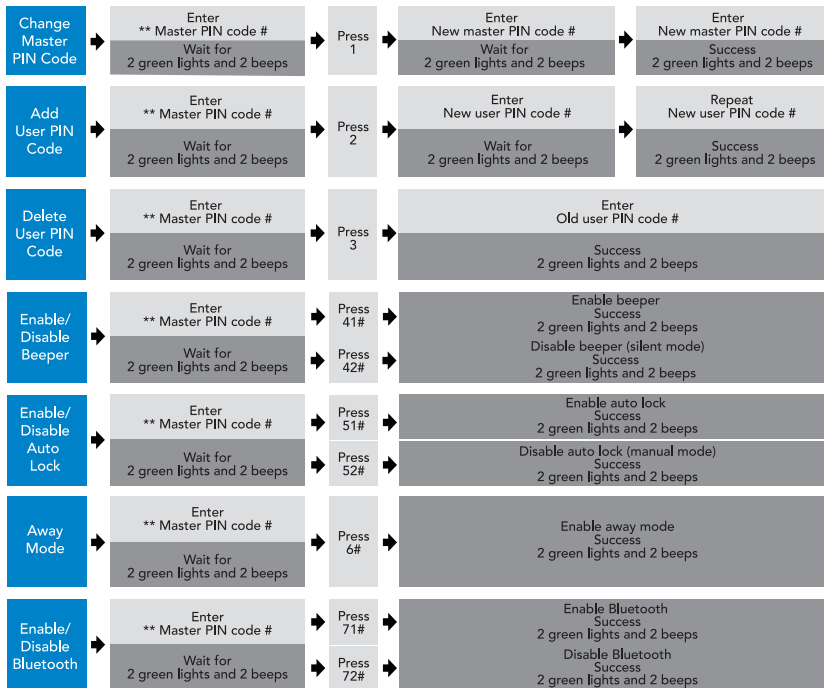 Change
Master
PIN Code
Enter
** Master PIN code #
Wait for
2 green lights and 2 beeps
Press
1
Enter
New master PIN code #
Wait for
2 green lights and 2 beeps
Enter
New master PIN code #
Success
2 green lights and 2 beeps
Add
User PIN
Code
Enter
** Master PIN code #
Wait for
2 green lights and 2 beeps
Press
2
Enter
New user PIN code #
Wait for
2 green lights and 2 beeps
Repeat
New user PIN code #
Success
2 green lights and 2 beeps
Delete
User PIN
Code
Enter
** Master PIN code #
Wait for
2 green lights and 2 beeps
Press
3
Enter
Old user PIN code #
Success
2 green lights and 2 beeps
Enable/
Disable
Beeper
Enter
** Master PIN code #
Wait for
2 green lights and 2 beeps
Press
41#
Enable beeper
Success
2 green lights and 2 beeps
Press
42#
Disable beeper (silent mode)
Success
2 green lights and 2 beeps
Enable/
Disable
Auto
Lock
Enter
** Master PIN code #
Wait for
2 green lights and 2 beeps
Press
51#
Enable auto lock
Success
2 green lights and 2 beeps
Press
52#
Disable auto lock (manual mode)
Success
2 green lights and 2 beeps
Away
Mode
Enter
** Master PIN code #
Wait for
2 green lights and 2 beeps
Press
6#
Enable away mode
Success
2 green lights and 2 beeps
Enable/
Disable
Bluetooth
Enter
** Master PIN code #
Wait for
2 green lights and 2 beeps
Press
71#
Enable Bluetooth
Success
2 green lights and 2 beeps
Press
72#
Disable Bluetooth
Success
2 green lights and 2 beeps